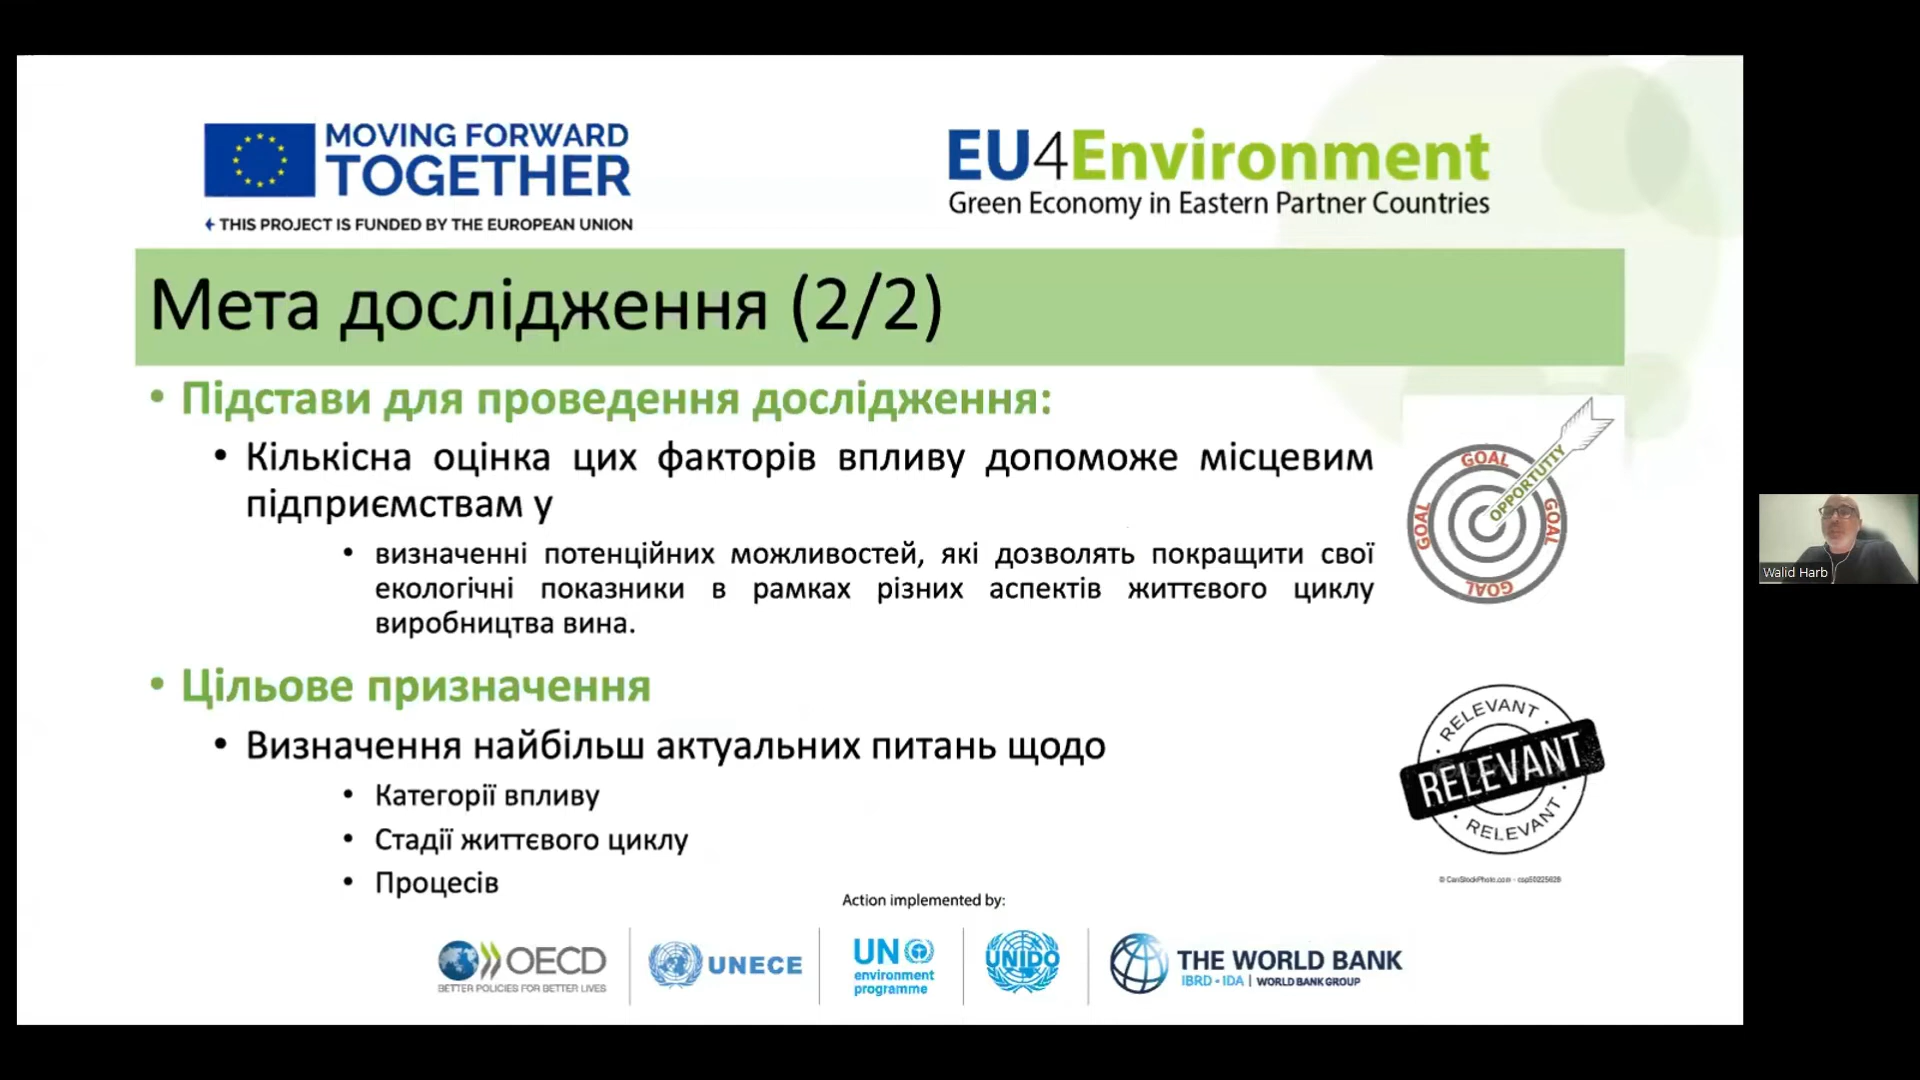 MOVING FORWARD
TOGETHER
THIS PROJECT IS FUNDED BY THE EUROPEAN UNION
EU4Environment
Green Economy in Eastern Partner Countries
Мета дослідження (2/2)
• Підстави для проведення дослідження:
• Кількісна оцінка цих факторів впливу допоможе місцевим
підприємствам у
• визначенні потенційних можливостей, які дозволять покращити свої
екологічні показники в рамках різних аспектів життєвого циклу
виробництва вина.
GOAL
GOAL
GOAL
GOAL
OPPORTUTIY
Walid Harb
• Цільове призначення
• Визначення найбільш актуальних питань щодо
• Категорії впливу
• Стадії життєвого циклу
• Процесів
RELEVANT
RELEVANT
RELEVANT
© CanStockPhoto.com - csp50225628
Action implemented by:
OECD
BETTER POLICIES FOR BETTER LIVES
UNECE
UN
environment
programme
UNIDO
THE WORLD BANK
IBRD • IDA | WORLD BANK GROUP